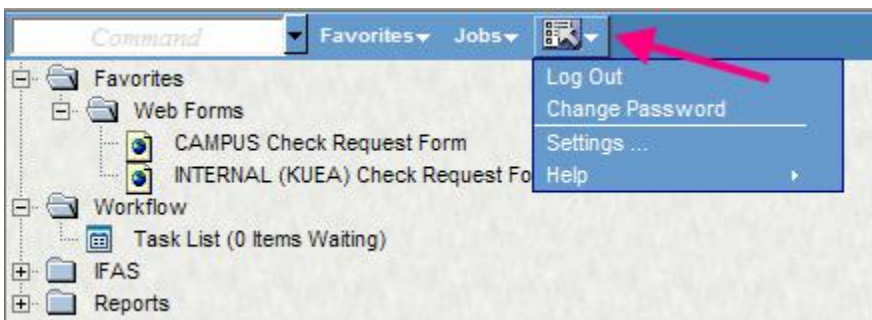 Command Favorites Jobs
Favorites
Web Forms
CAMPUS Check Request Form
INTERNAL (KUEA) Check Request Fo
Workflow
Task List (0 Items Waiting)
IFAS
Reports
Log Out
Change Password
Settings ...
Help